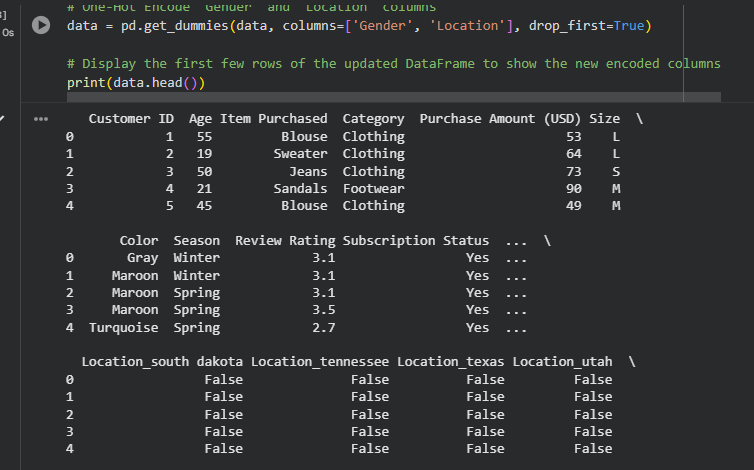 # One-Hot Encode 'Gender' and 'Location' columns
data = pd.get_dummies(data, columns=['Gender', 'Location'], drop_first=True)
# Display the first few rows of the updated DataFrame to show the new encoded columns
print(data.head())
]
0s
...
Customer ID  Age Item Purchased  Category  Purchase Amount (USD) Size  \
0            1   55         Blouse  Clothing                     53    L
1            2   19        Sweater  Clothing                     64    L
2            3   50          Jeans  Clothing                     73    S
3            4   21        Sandals  Footwear                     90    M
4            5   45         Blouse  Clothing                     49    M
Color  Season  Review Rating Subscription Status  ...  \
0       Gray  Winter            3.1                 Yes  ...
1     Maroon  Winter            3.1                 Yes  ...
2     Maroon  Spring            3.1                 Yes  ...
3     Maroon  Spring            3.5                 Yes  ...
4  Turquoise  Spring            2.7                 Yes  ...
Location_south dakota Location_tennessee Location_texas Location_utah  \
0                 False              False          False         False
1                 False              False          False         False
2                 False              False          False         False
3                 False              False          False         False
4                 False              False          False         False